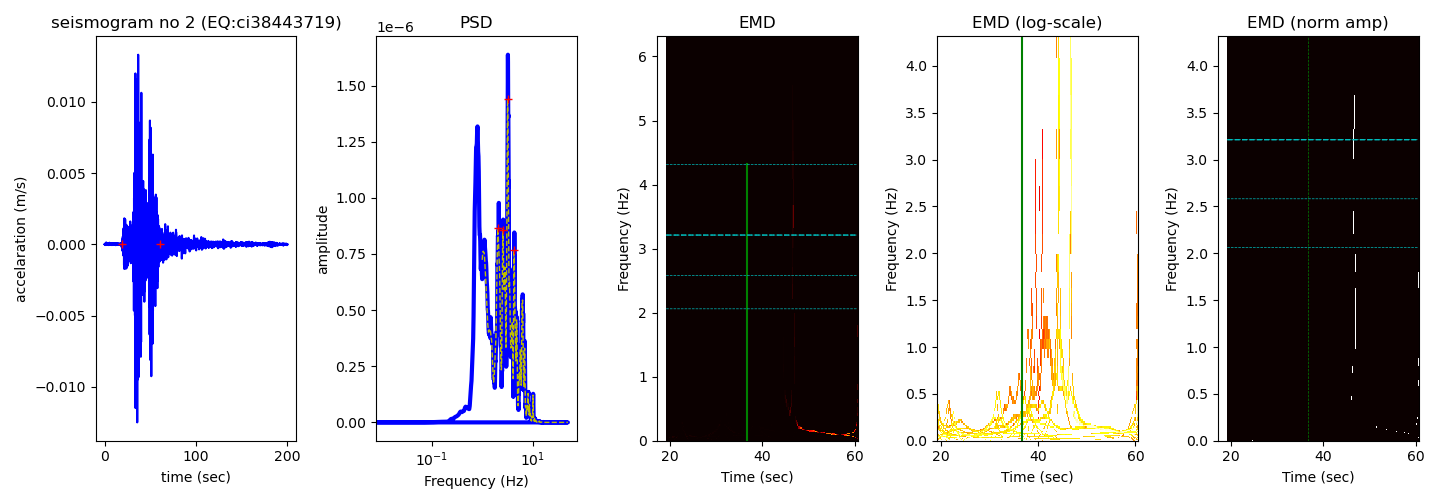 seismogram no 2 (EQ:ci38443719)
0.010
0.005
0.000
−0.005
−0.010
accelaration (m/s)
0 100 200
time (sec)
PSD
1e−6
1.50
1.25
1.00
0.75
0.50
0.25
0.00
amplitude
10⁻¹ 10¹
Frequency (Hz)
EMD
6
5
4
3
2
1
0
Frequency (Hz)
20 40 60
Time (sec)
EMD (log-scale)
4.0
3.5
3.0
2.5
2.0
1.5
1.0
0.5
0.0
Frequency (Hz)
20 40 60
Time (sec)
EMD (norm amp)
4.0
3.5
3.0
2.5
2.0
1.5
1.0
0.5
0.0
Frequency (Hz)
20 40 60
Time (sec)